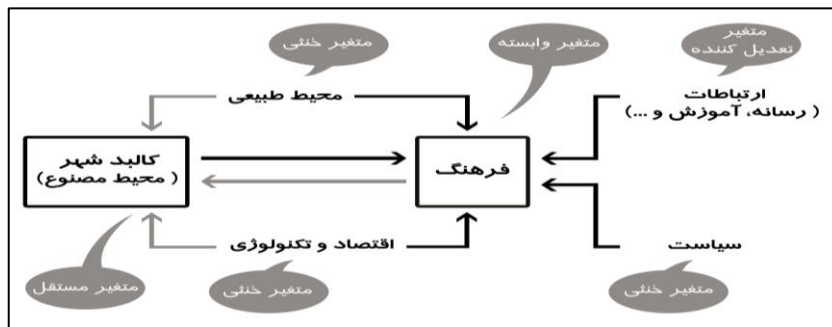 متغیر
تعدیل کننده
متغیر وابسته
متغیر خنثی
ارتباطات
( رسانه، آموزش و ...)
محیط طبیعی
فرهنگ
کالبد شهر
( محیط مصنوع)
سیاست
اقتصاد و تکنولوژی
متغیر خنثی
متغیر خنثی
متغیر مستقل